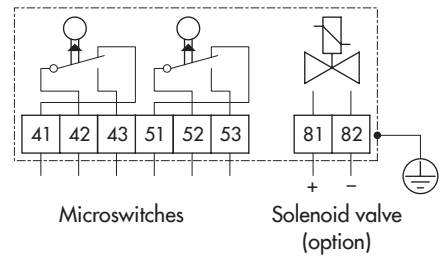 41 42 43 51 52 53 81 82
+ −
Microswitches Solenoid valve
(option)